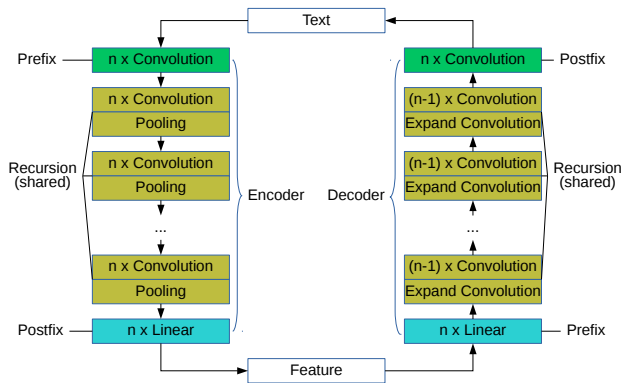 Text
Prefix
n x Convolution
n x Convolution
Postfix
n x Convolution
Pooling
(n-1) x Convolution
Expand Convolution
n x Convolution
Pooling
(n-1) x Convolution
Expand Convolution
Recursion
(shared)
Encoder
Decoder
Recursion
(shared)
...
...
n x Convolution
Pooling
(n-1) x Convolution
Expand Convolution
Postfix
n x Linear
n x Linear
Prefix
Feature